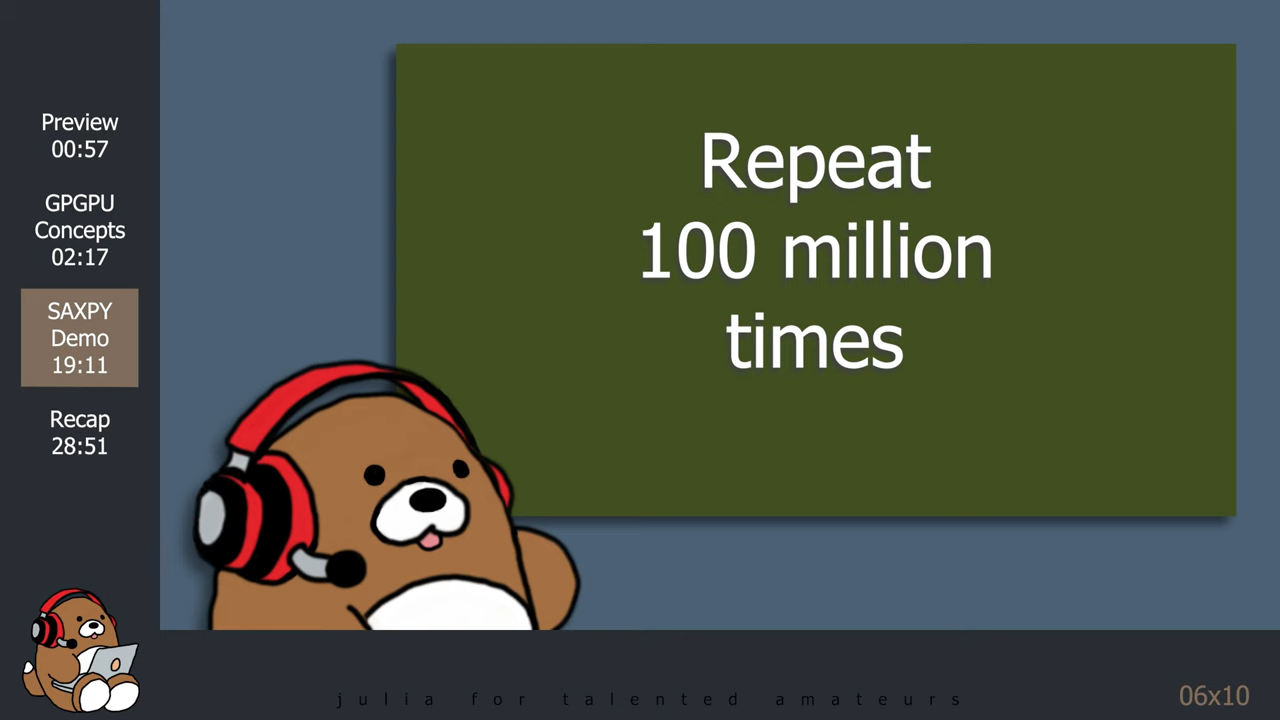 Preview
00:57
GPGPU
Concepts
02:17
SAXPY
Demo
19:11
Recap
28:51
Repeat
100 million
times
julia for talented amateurs
06x10